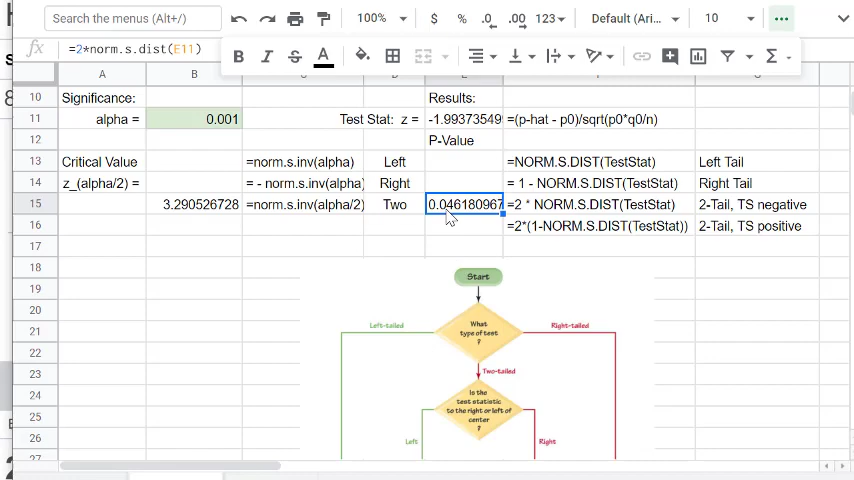 Search the menus (Alt+/)
100%
$ % .0 .00 123
Default (Ari...
10
...
fx =2*norm.s.dist(E11)
B I S A
Σ
A B
10 Significance: Results:
11 alpha = 0.001 Test Stat: z = -1.99373549 =(p-hat - p0)/sqrt(p0*q0/n)
12 P-Value
13 Critical Value =norm.s.inv(alpha) Left =NORM.S.DIST(TestStat) Left Tail
14 z_(alpha/2) = = - norm.s.inv(alpha) Right = 1 - NORM.S.DIST(TestStat) Right Tail
15 3.290526728 =norm.s.inv(alpha/2) Two 0.046180967 =2 * NORM.S.DIST(TestStat) 2-Tail, TS negative
16 =2*(1-NORM.S.DIST(TestStat)) 2-Tail, TS positive
17
18
19
20
21
22
23
24
25
26
27
Start
What
type of test
?
Left-tailed
Right-tailed
Two-tailed
Is the
test statistic
to the right or left of
center
?
Left
Right